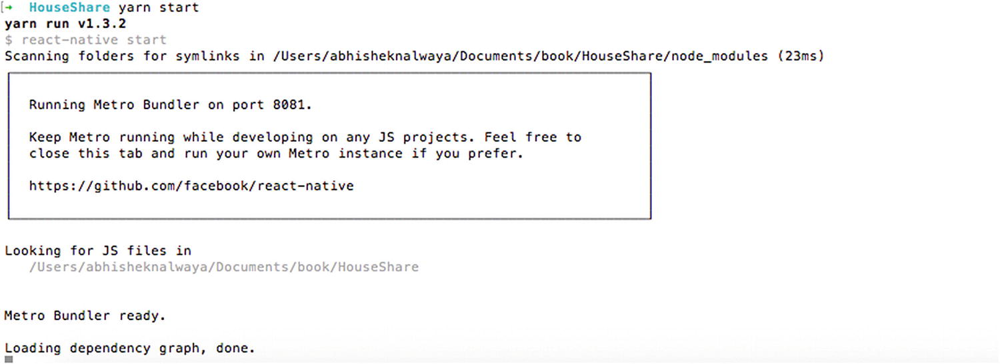 [→ HouseShare yarn start
yarn run v1.3.2
$ react-native start
Scanning folders for symlinks in /Users/abhisheknalwaya/Documents/book/HouseShare/node_modules (23ms)
Running Metro Bundler on port 8081.
Keep Metro running while developing on any JS projects. Feel free to
close this tab and run your own Metro instance if you prefer.
https://github.com/facebook/react-native
Looking for JS files in
/Users/abhisheknalwaya/Documents/book/HouseShare
Metro Bundler ready.
Loading dependency graph, done.